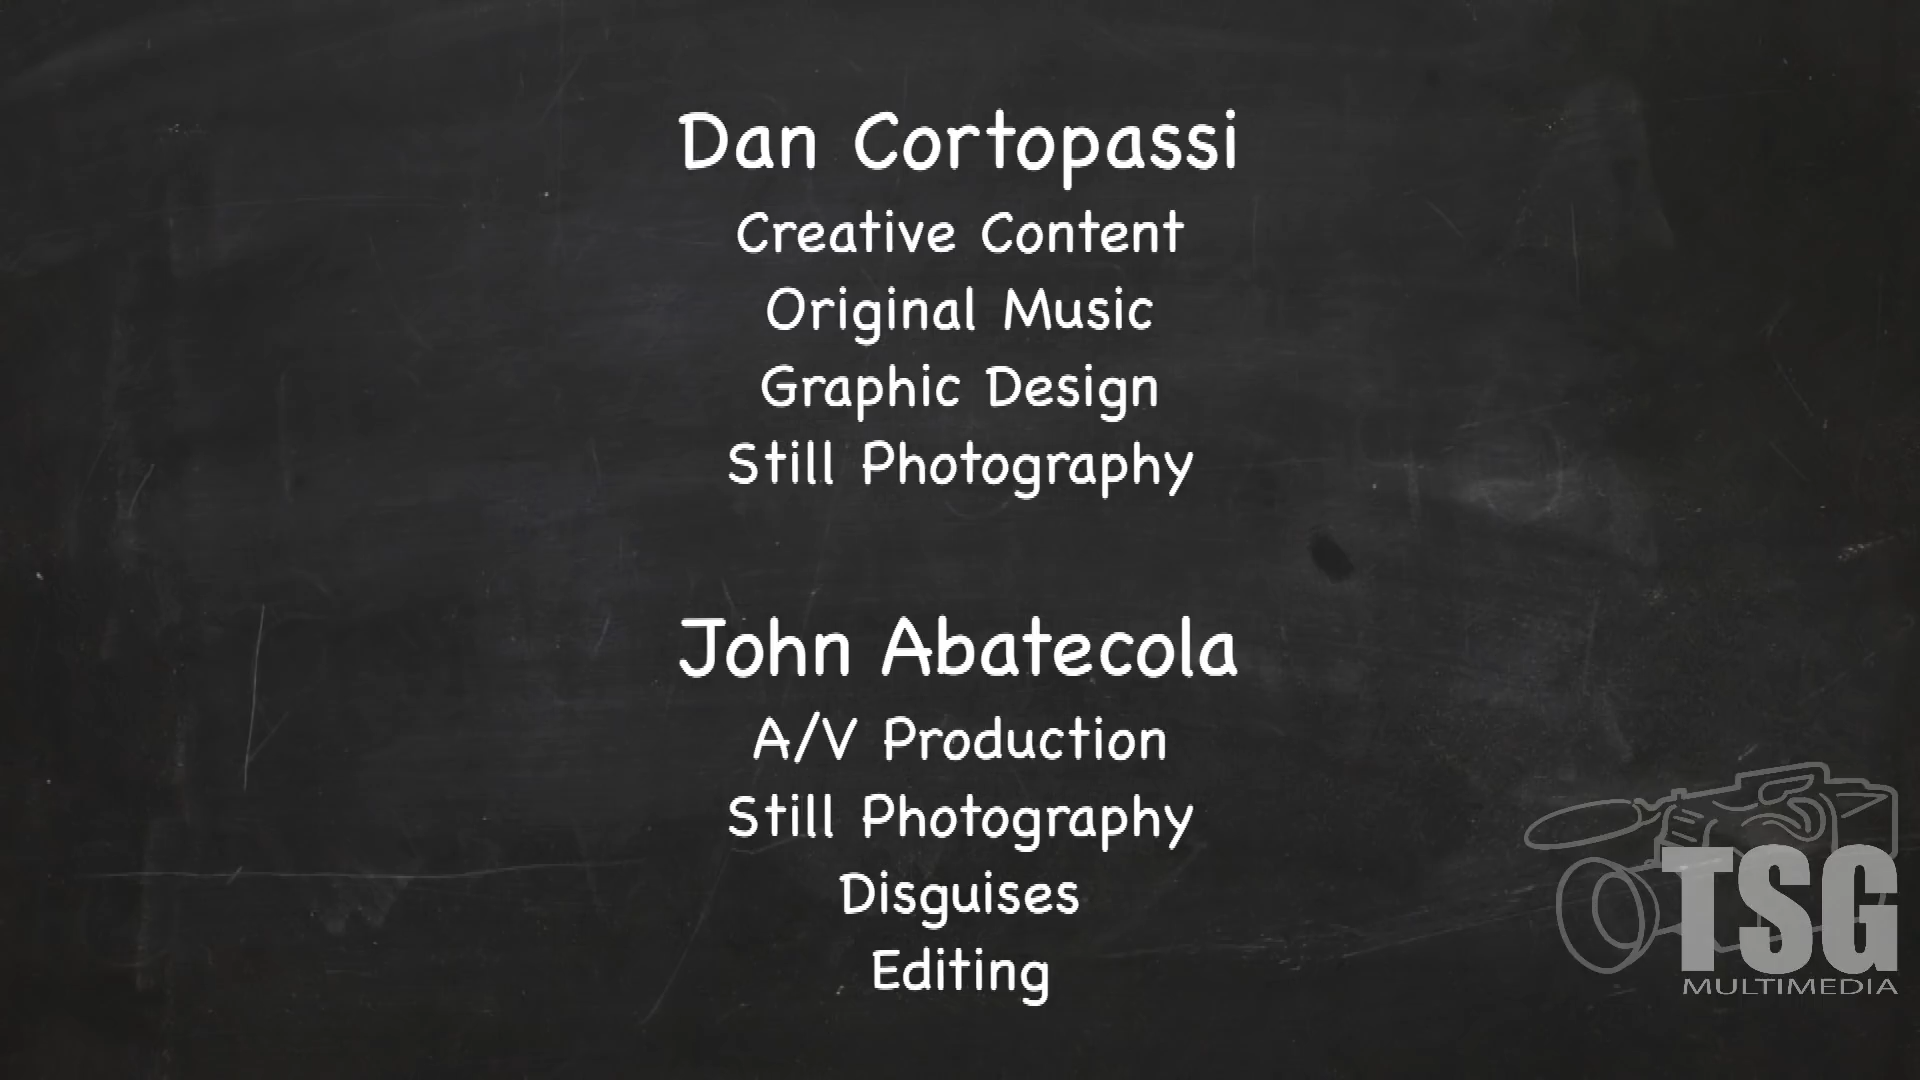 Dan Cortopassi
Creative Content
Original Music
Graphic Design
Still Photography
John Abatecola
A/V Production
Still Photography
Disguises
Editing
TSG
MULTIMEDIA